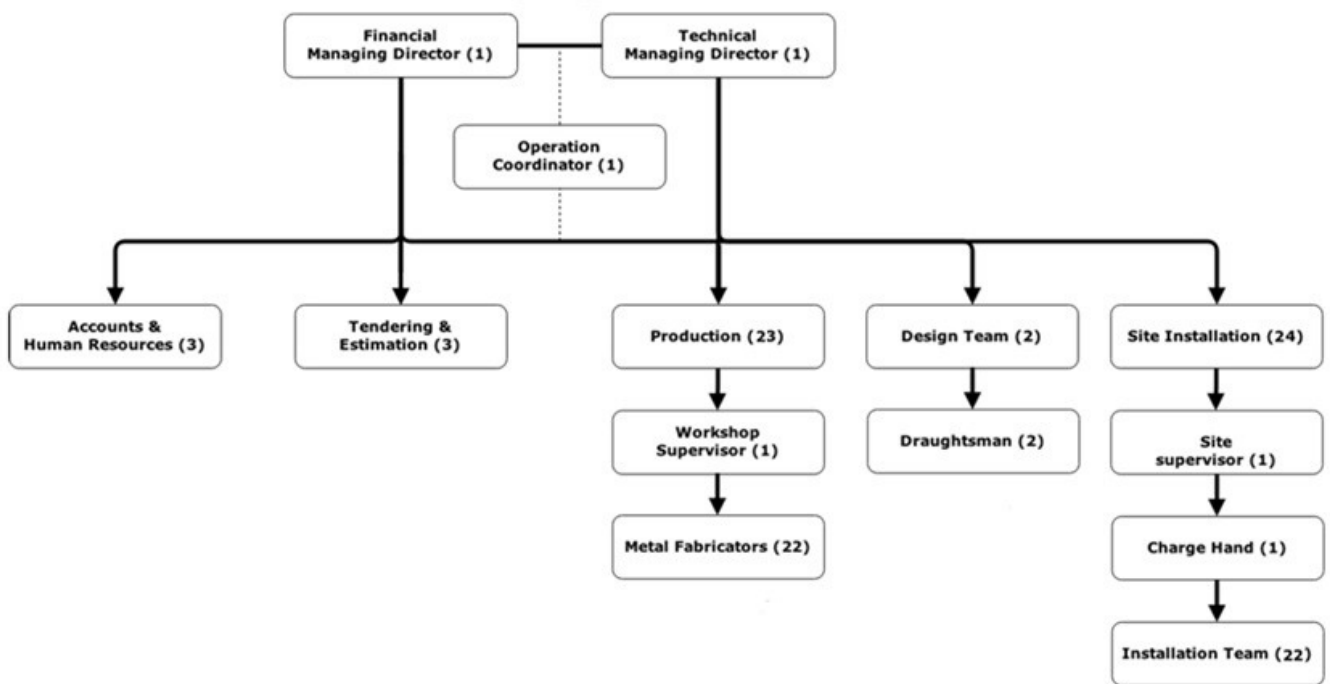 Financial
Managing Director (1)
Technical
Managing Director (1)
Operation
Coordinator (1)
Accounts &
Human Resources (3)
Tendering &
Estimation (3)
Production (23)
Design Team (2)
Site Installation (24)
Workshop
Supervisor (1)
Draughtsman (2)
Site
supervisor (1)
Metal Fabricators (22)
Charge Hand (1)
Installation Team (22)